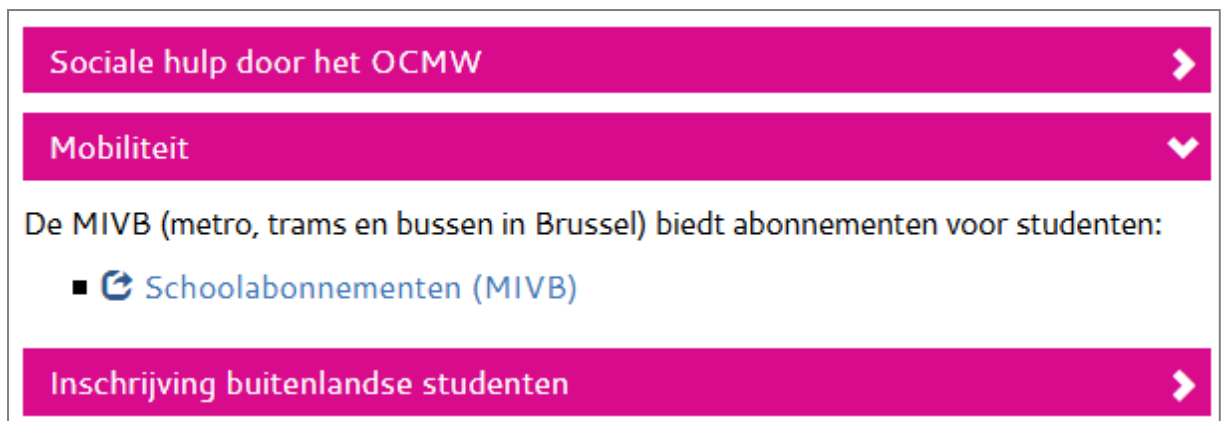 Sociale hulp door het OCMW
Mobiliteit
De MIVB (metro, trams en bussen in Brussel) biedt abonnementen voor studenten:
Schoolabonnementen (MIVB)
Inschrijving buitenlandse studenten